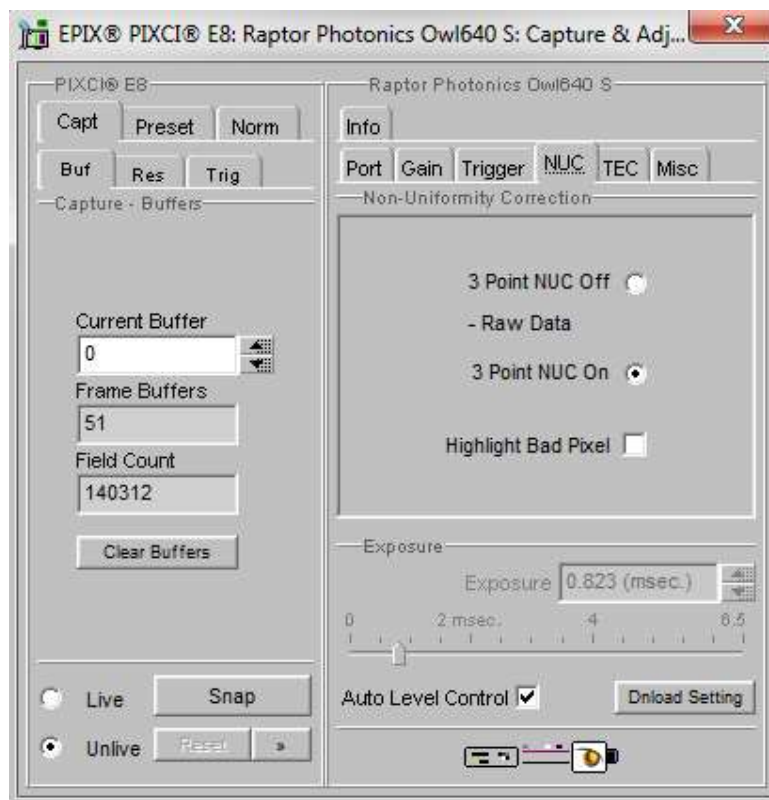 EPIX® PIXCI® E8: Raptor Photonics Owl640 S: Capture & Adj...
PIXCI® E8
Capt Preset Norm
Buf Res Trig
Capture - Buffers
Current Buffer
0
Frame Buffers
51
Field Count
140312
Clear Buffers
Live Snap
Unlive Reset »
Raptor Photonics Owl640 S
Info
Port Gain Trigger NUC TEC Misc
Non-Uniformity Correction
3 Point NUC Off
- Raw Data
3 Point NUC On
Highlight Bad Pixel
Exposure
Exposure 0.823 (msec.)
0 2 msec. 4 6.5
Auto Level Control Dnload Setting